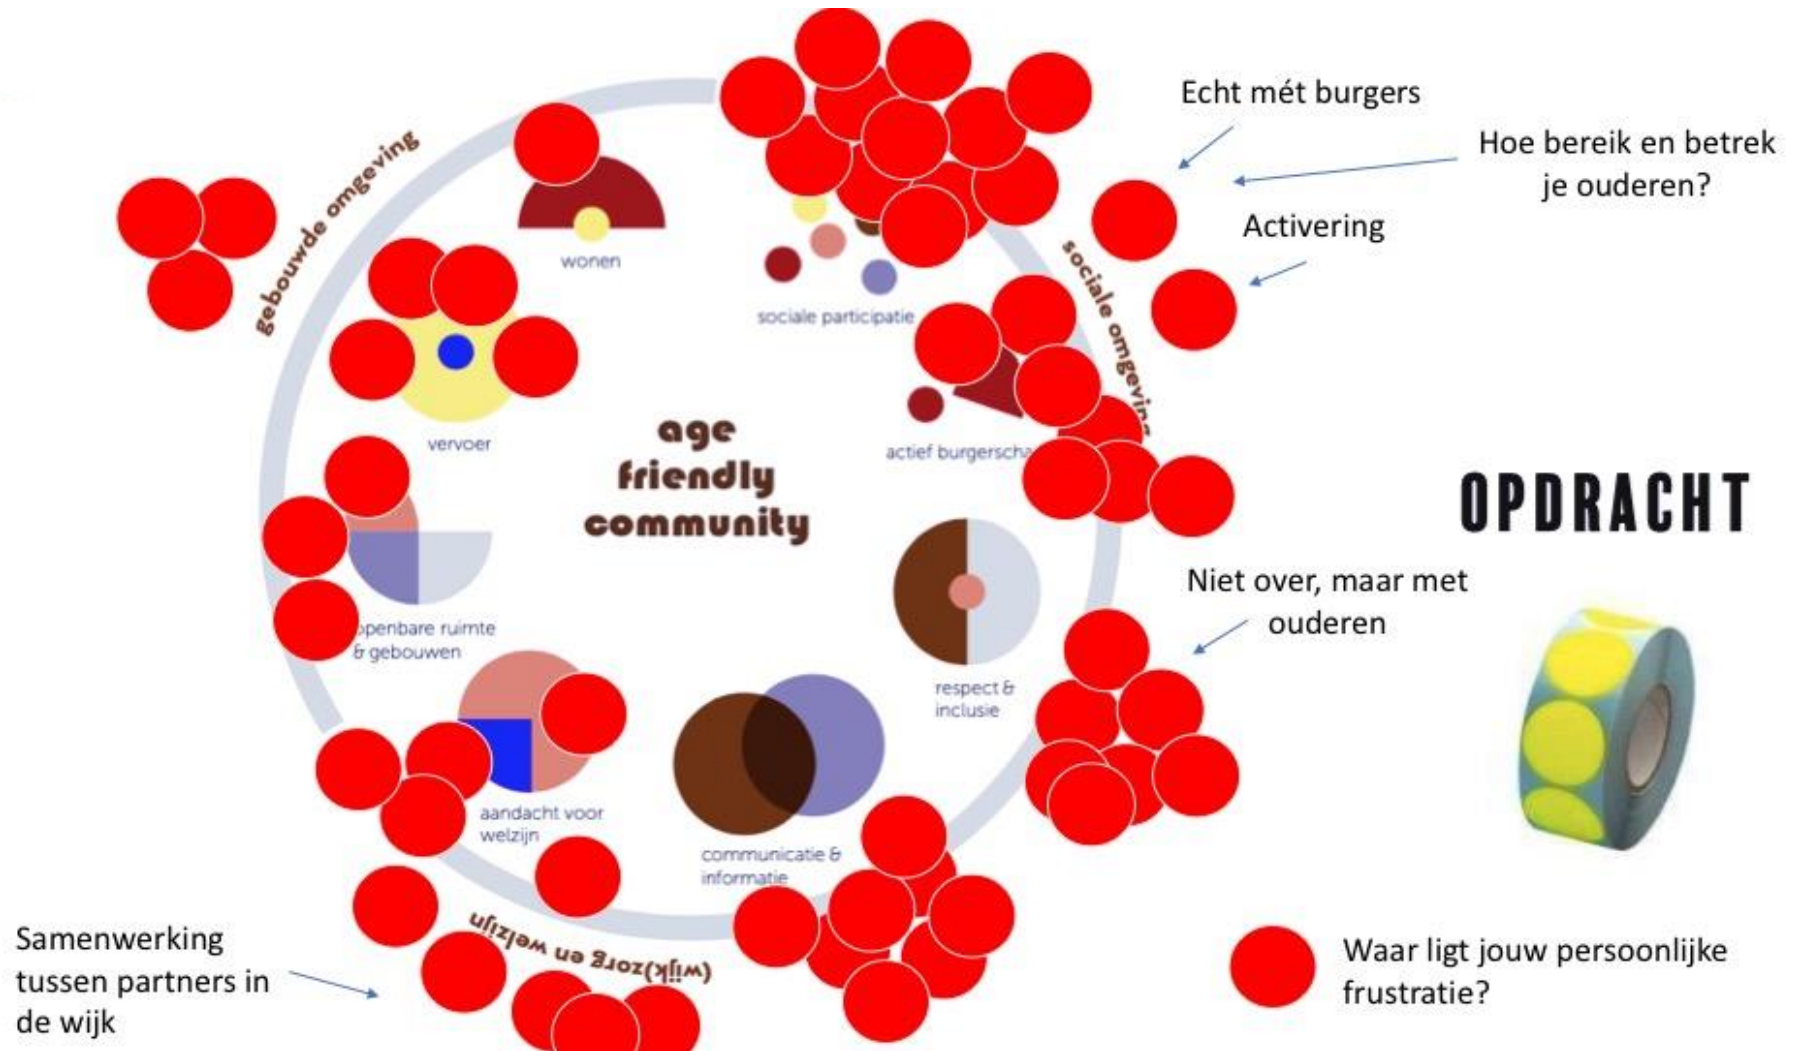 Echt mét burgers
Hoe bereik en betrek
je ouderen?
Activering
gebouwde omgeving
sociale omgeving
wonen
sociale participatie
vervoer
actief burgerscha
age
friendly
community
OPDRACHT
openbare ruimte
& gebouwen
Niet over, maar met
ouderen
respect &
inclusie
aandacht voor
welzijn
communicatie &
informatie
(wijk)zorg en welzijn
Samenwerking
tussen partners in
de wijk
Waar ligt jouw persoonlijke
frustratie?